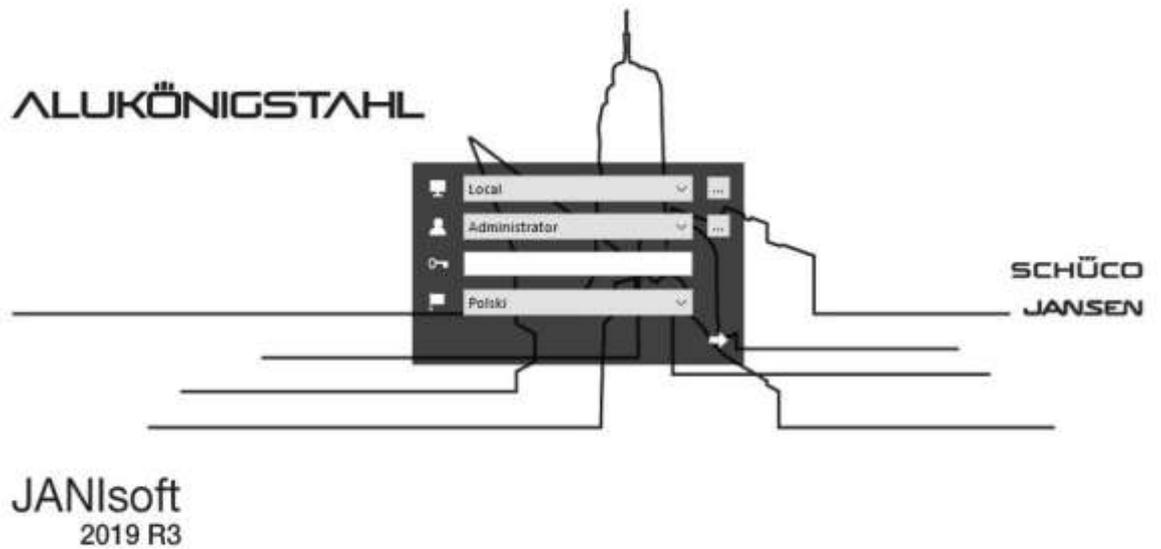 ALUKÖNIGSTAHL
Local
...
Administrator
...
Polski
SCHÜCO
JANSEN
JANIsoft
2019 R3